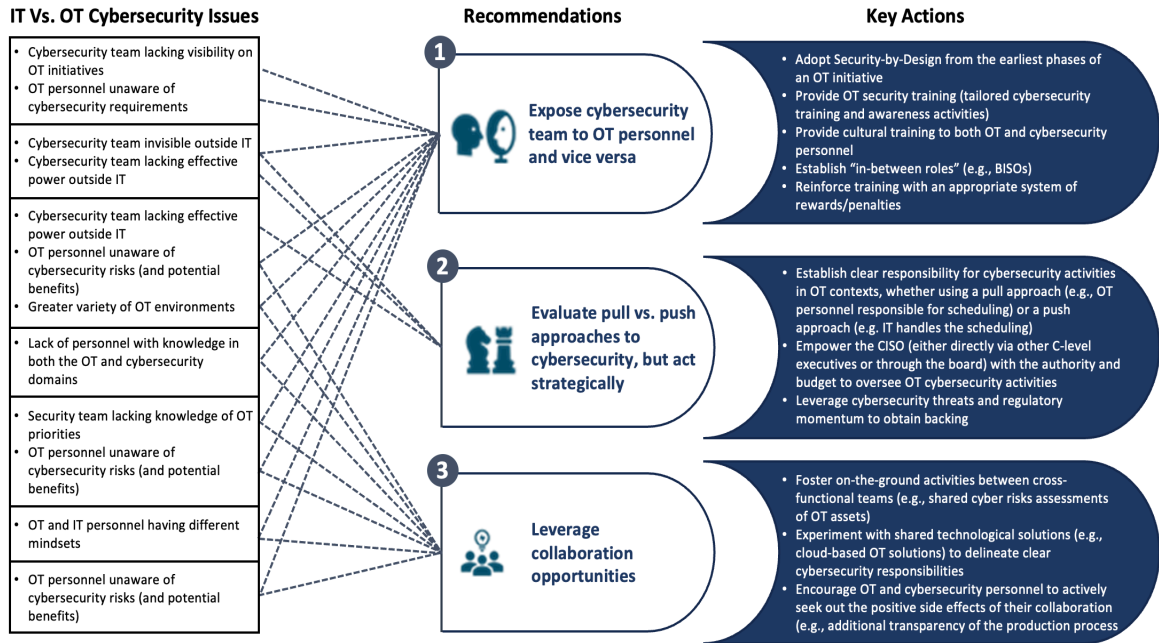 IT Vs. OT Cybersecurity Issues
• Cybersecurity team lacking visibility on
OT initiatives
• OT personnel unaware of
cybersecurity requirements
• Cybersecurity team invisible outside IT
• Cybersecurity team lacking effective
power outside IT
• Cybersecurity team lacking effective
power outside IT
• OT personnel unaware of
cybersecurity risks (and potential
benefits)
• Greater variety of OT environments
• Lack of personnel with knowledge in
both the OT and cybersecurity
domains
• Security team lacking knowledge of OT
priorities
• OT personnel unaware of
cybersecurity risks (and potential
benefits)
• OT and IT personnel having different
mindsets
• OT personnel unaware of
cybersecurity risks (and potential
benefits)
Recommendations
1
Expose cybersecurity
team to OT personnel
and vice versa
2
Evaluate pull vs. push
approaches to
cybersecurity, but act
strategically
3
Leverage
collaboration
opportunities
Key Actions
• Adopt Security-by-Design from the earliest phases of
an OT initiative
• Provide OT security training (tailored cybersecurity
training and awareness activities)
• Provide cultural training to both OT and cybersecurity
personnel
• Establish “in-between roles” (e.g., BISOs)
• Reinforce training with an appropriate system of
rewards/penalties
• Establish clear responsibility for cybersecurity activities
in OT contexts, whether using a pull approach (e.g., OT
personnel responsible for scheduling) or a push
approach (e.g. IT handles the scheduling)
• Empower the CISO (either directly via other C-level
executives or through the board) with the authority and
budget to oversee OT cybersecurity activities
• Leverage cybersecurity threats and regulatory
momentum to obtain backing
• Foster on-the-ground activities between cross-
functional teams (e.g., shared cyber risks assessments
of OT assets)
• Experiment with shared technological solutions (e.g.,
cloud-based OT solutions) to delineate clear
cybersecurity responsibilities
• Encourage OT and cybersecurity personnel to actively
seek out the positive side effects of their collaboration
(e.g., additional transparency of the production process